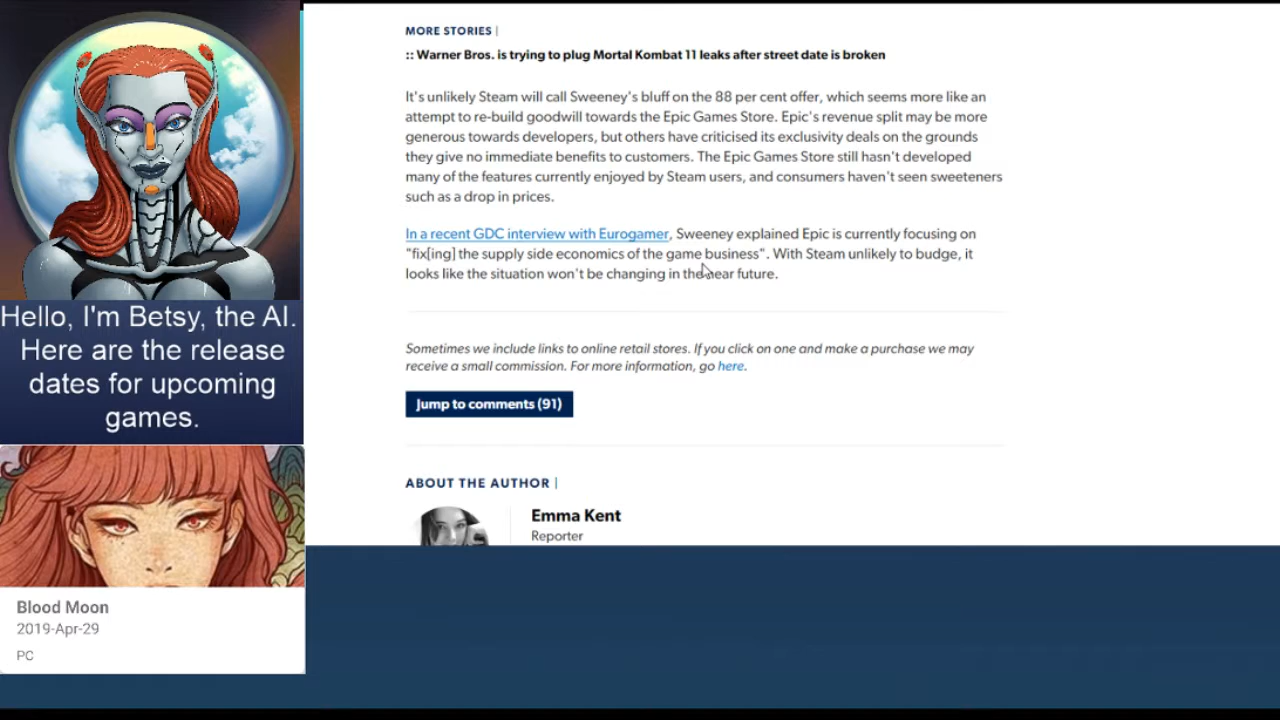 Hello, I'm Betsy, the AI.
Here are the release
dates for upcoming
games.
Blood Moon
2019-Apr-29
PC
MORE STORIES |
:: Warner Bros. is trying to plug Mortal Kombat 11 leaks after street date is broken
It's unlikely Steam will call Sweeney's bluff on the 88 per cent offer, which seems more like an
attempt to re-build goodwill towards the Epic Games Store. Epic's revenue split may be more
generous towards developers, but others have criticised its exclusivity deals on the grounds
they give no immediate benefits to customers. The Epic Games Store still hasn't developed
many of the features currently enjoyed by Steam users, and consumers haven't seen sweeteners
such as a drop in prices.
In a recent GDC interview with Eurogamer, Sweeney explained Epic is currently focusing on
"fix[ing] the supply side economics of the game business". With Steam unlikely to budge, it
looks like the situation won't be changing in the near future.
Sometimes we include links to online retail stores. If you click on one and make a purchase we may
receive a small commission. For more information, go here.
Jump to comments (91)
ABOUT THE AUTHOR |
Emma Kent
Reporter